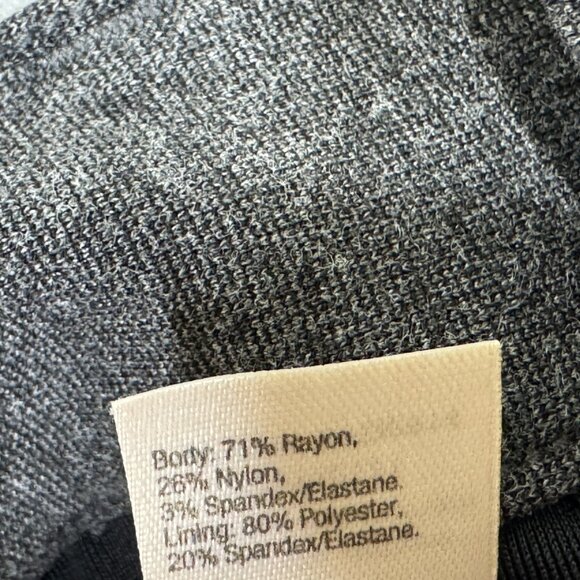 Body: 71% Rayon,
26% Nylon,
3% Spandex/Elastane.
Lining: 80% Polyester,
20% Spandex/Elastane.